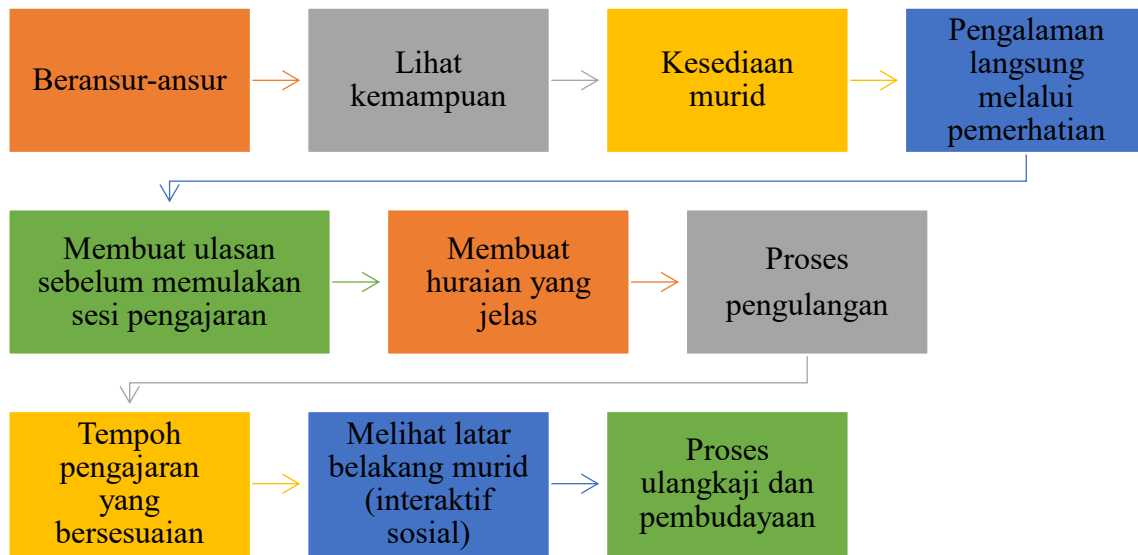 Beransur-ansur
Lihat
kemampuan
Kesediaan
murid
Pengalaman
langsung
melalui
pemerhatian
Membuat ulasan
sebelum memulakan
sesi pengajaran
Membuat
huraian yang
jelas
Proses
pengulangan
Tempoh
pengajaran
yang
bersesuaian
Melihat latar
belakang murid
(interaktif
sosial)
Proses
ulangkaji dan
pembudayaan